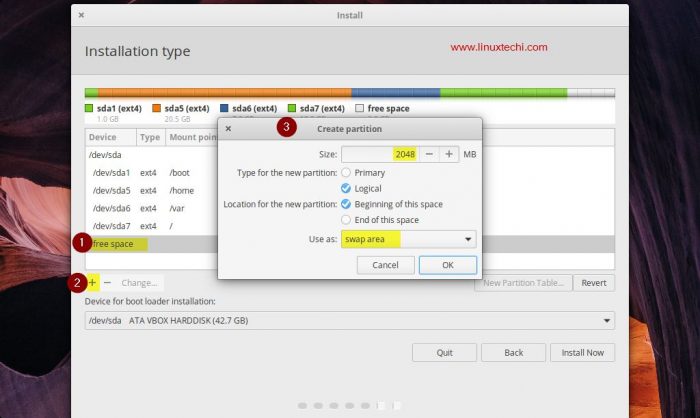 Install
Installation type
www.linuxtechi.com
sda1 (ext4) sda5 (ext4) sda6 (ext4) sda7 (ext4) free space
1.0 GB 20.5 GB
3 Create partition
Device Type Mount poin
Size: 2048 MB
/dev/sda
Type for the new partition: Primary
/dev/sda1 ext4 /boot
Logical
/dev/sda5 ext4 /home
Location for the new partition: Beginning of this space
/dev/sda6 ext4 /var
End of this space
/dev/sda7 ext4 /
Use as: swap area
1 free space
Cancel OK
2 + − Change... New Partition Table... Revert
Device for boot loader installation:
/dev/sda ATA VBOX HARDDISK (42.7 GB)
Quit Back Install Now